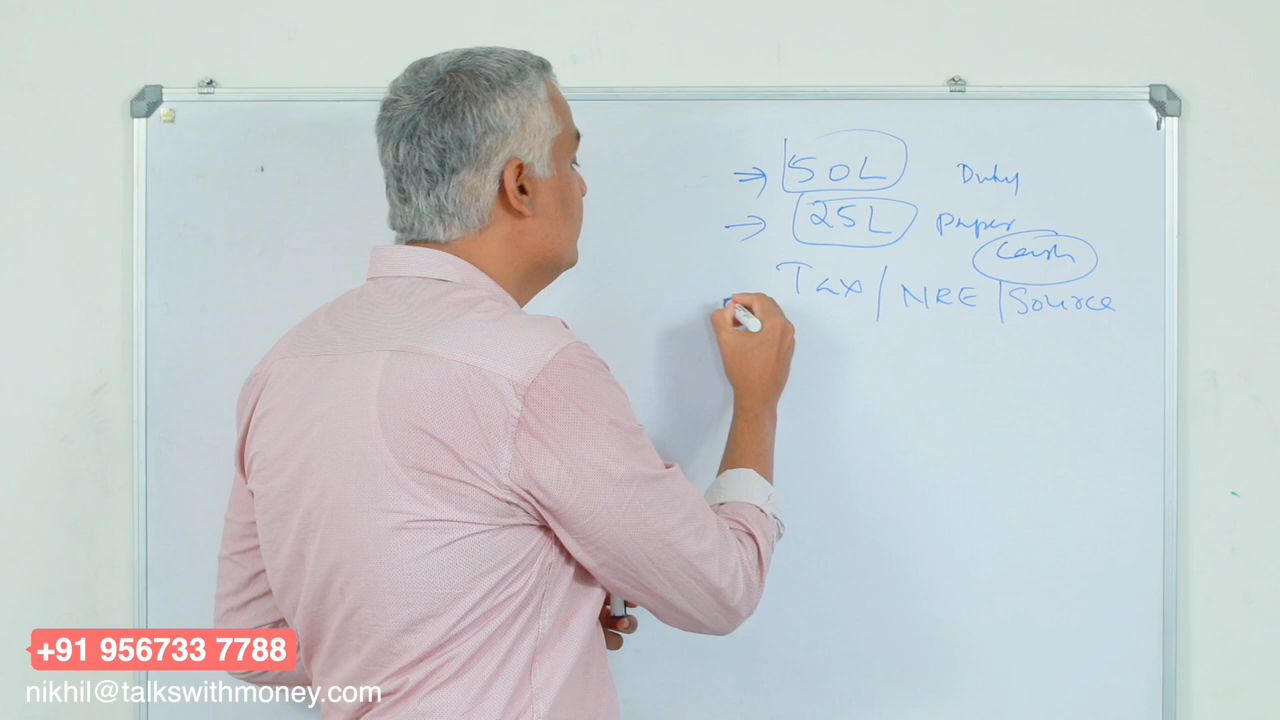 → 50L Duty
→ 25L Paper
Cash
Tax / NRE / Source
+91 956733 7788
nikhil@talkswithmoney.com